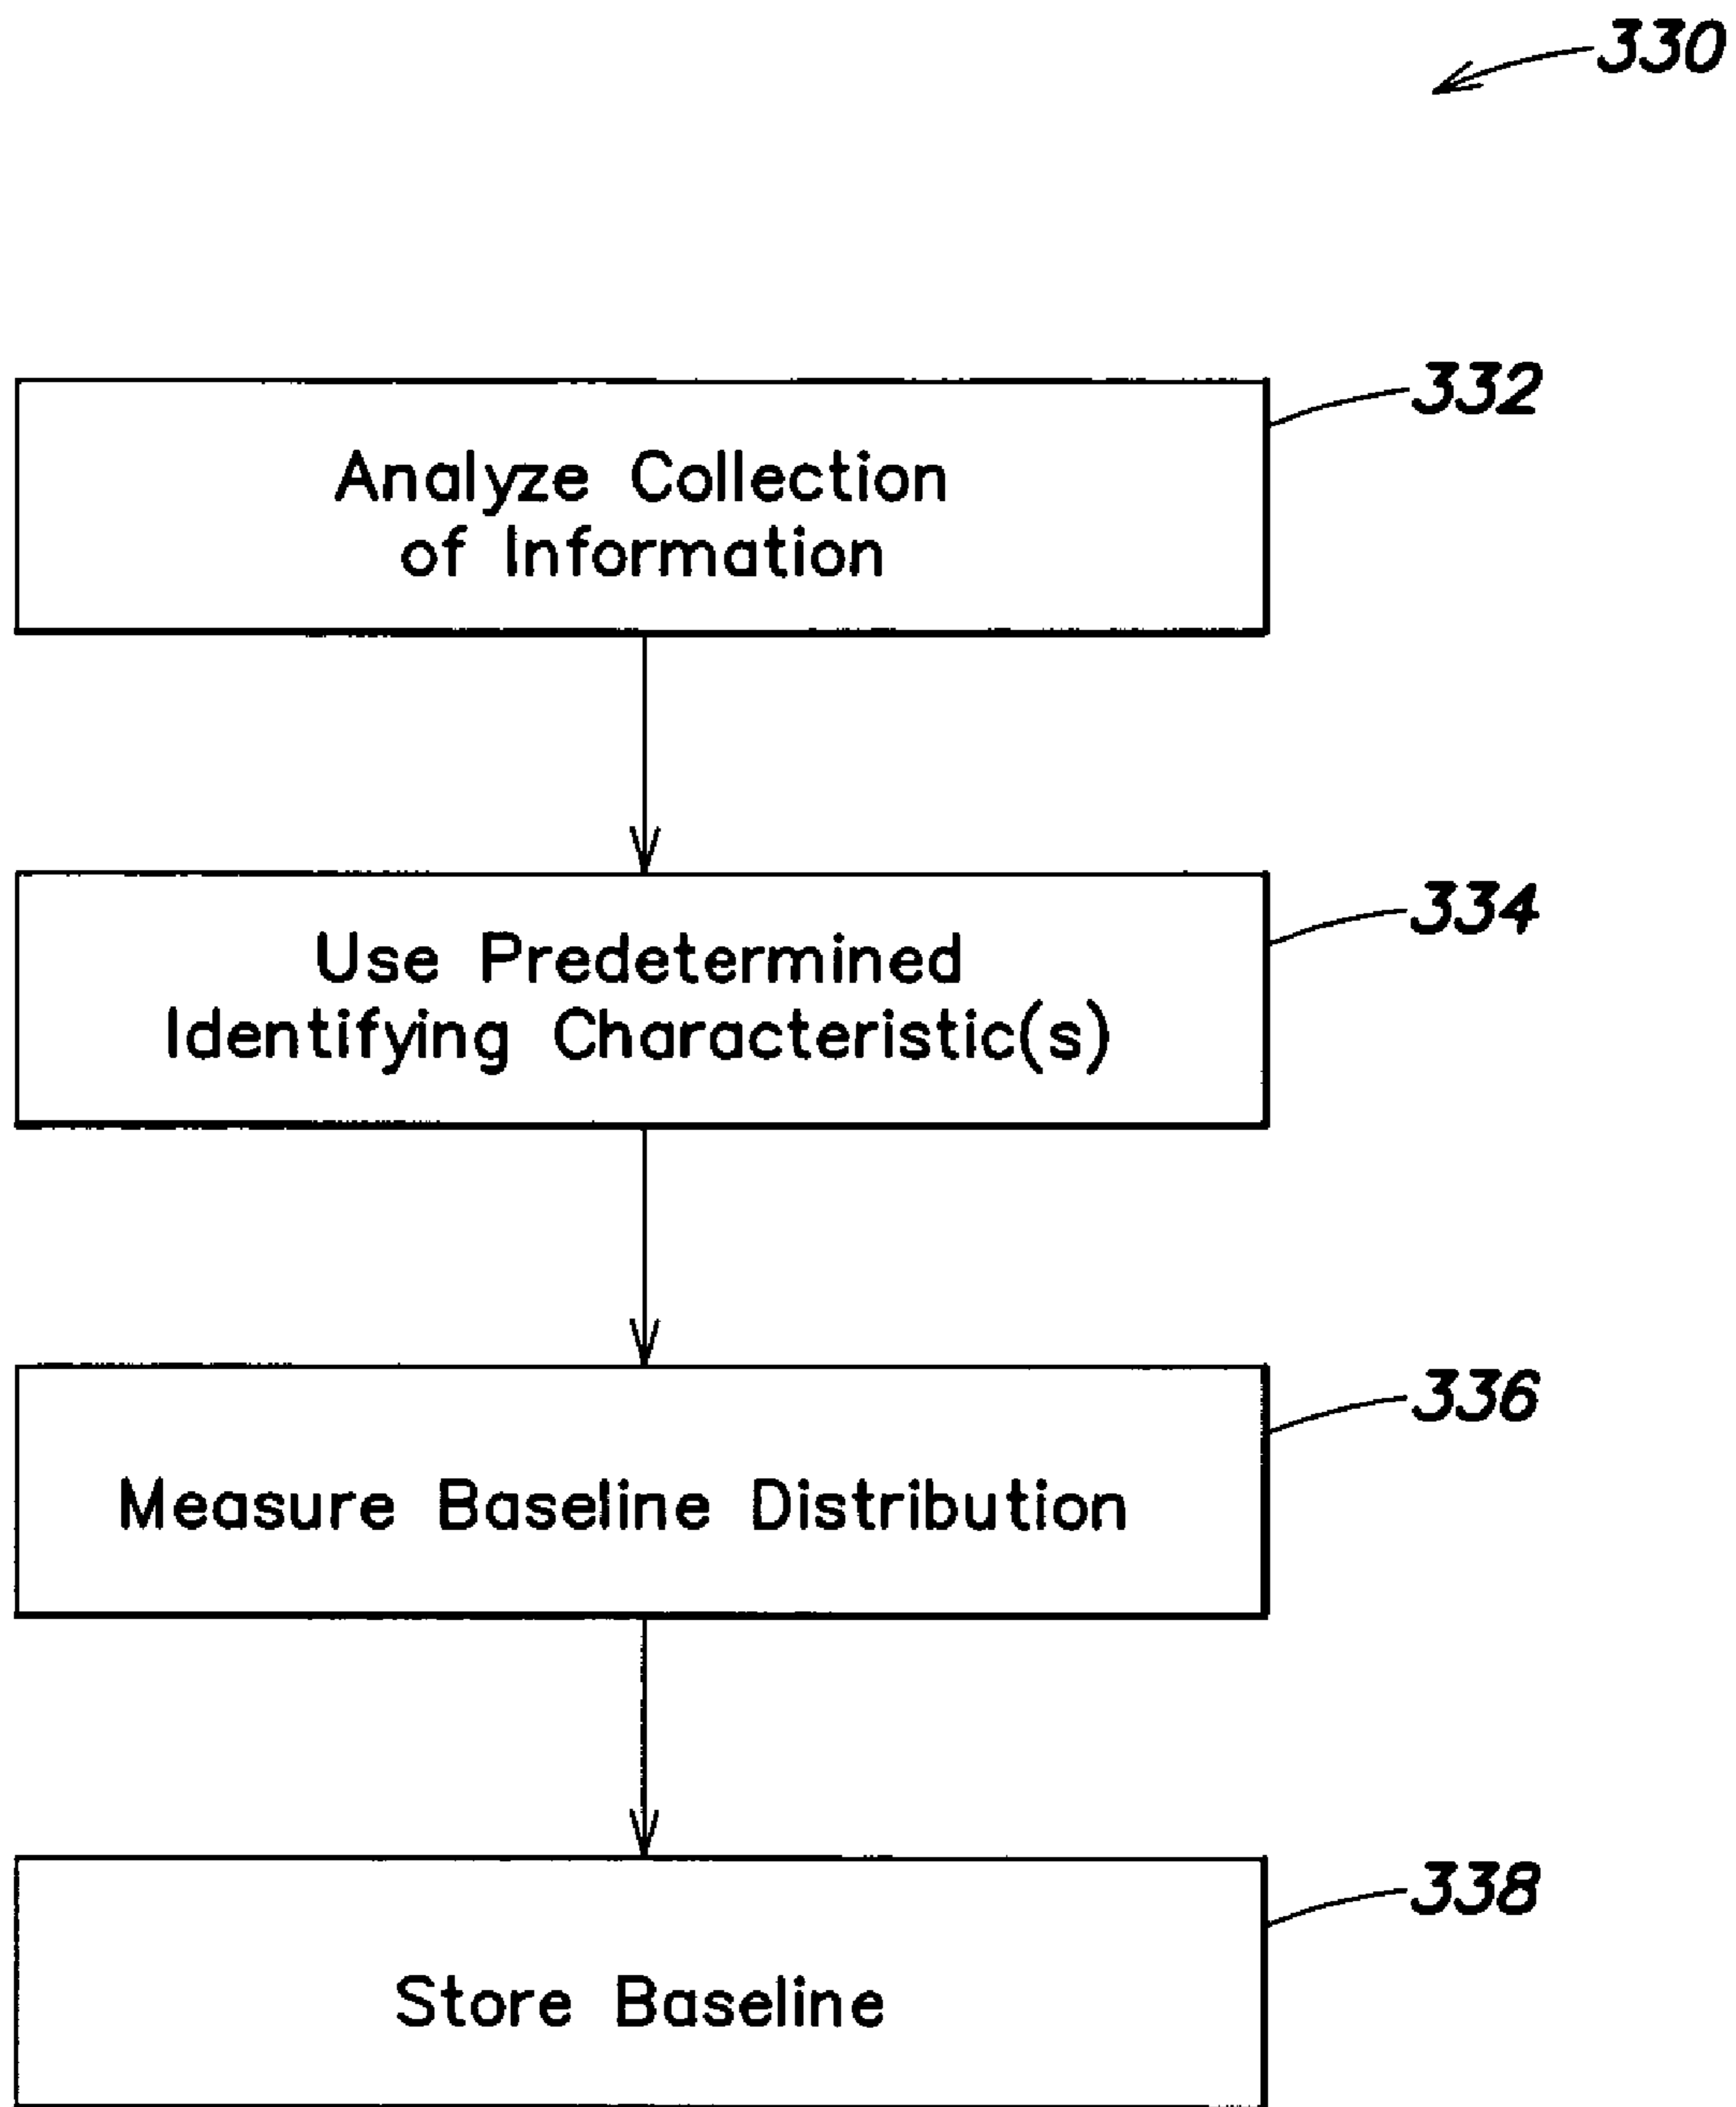 330
332
Analyze Collection
of Information
334
Use Predetermined
Identifying Characteristic(s)
336
Measure Baseline Distribution
338
Store Baseline